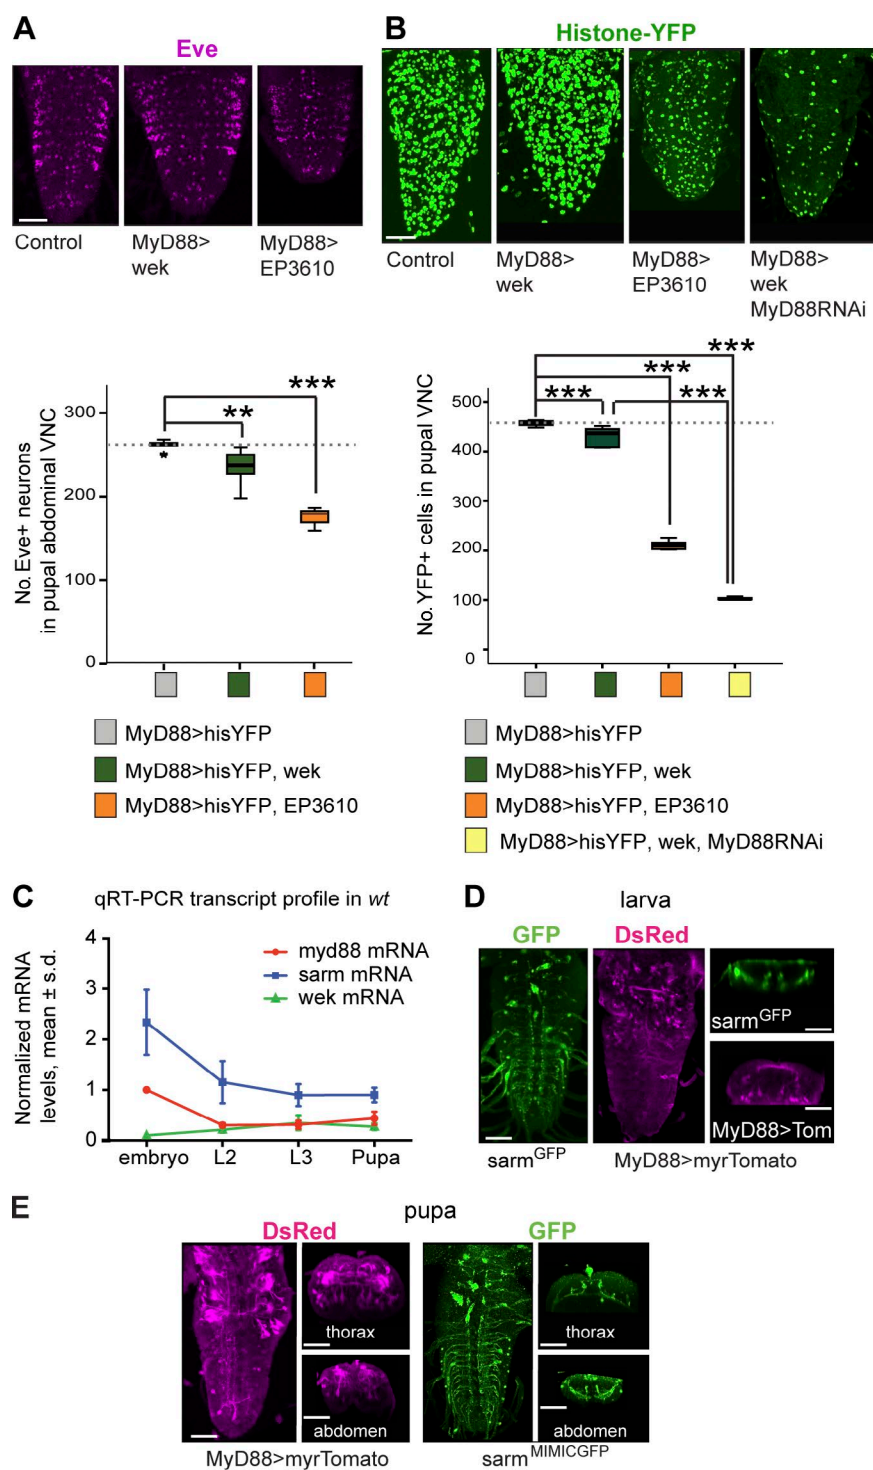 A
Eve
Control
MyD88>
wek
MyD88>
EP3610
B
Histone-YFP
Control
MyD88>
wek
MyD88>
EP3610
MyD88>
wek
MyD88RNAi
No. Eve+ neurons
in pupal abdominal VNC
300
200
100
0
***
**
*
MyD88>hisYFP
MyD88>hisYFP, wek
MyD88>hisYFP, EP3610
No. YFP+ cells in pupal VNC
500
400
300
200
100
0
***
***
***
***
MyD88>hisYFP
MyD88>hisYFP, wek
MyD88>hisYFP, EP3610
MyD88>hisYFP, wek, MyD88RNAi
C
qRT-PCR transcript profile in wt
Normalized mRNA
levels, mean ± s.d.
4
3
2
1
0
myd88 mRNA
sarm mRNA
wek mRNA
embryo L2 L3 Pupa
D
larva
GFP
DsRed
sarmGFP
MyD88>myrTomato
sarmGFP
MyD88>Tom
E
pupa
DsRed
GFP
thorax
abdomen
thorax
abdomen
MyD88>myrTomato
sarmMIMICGFP